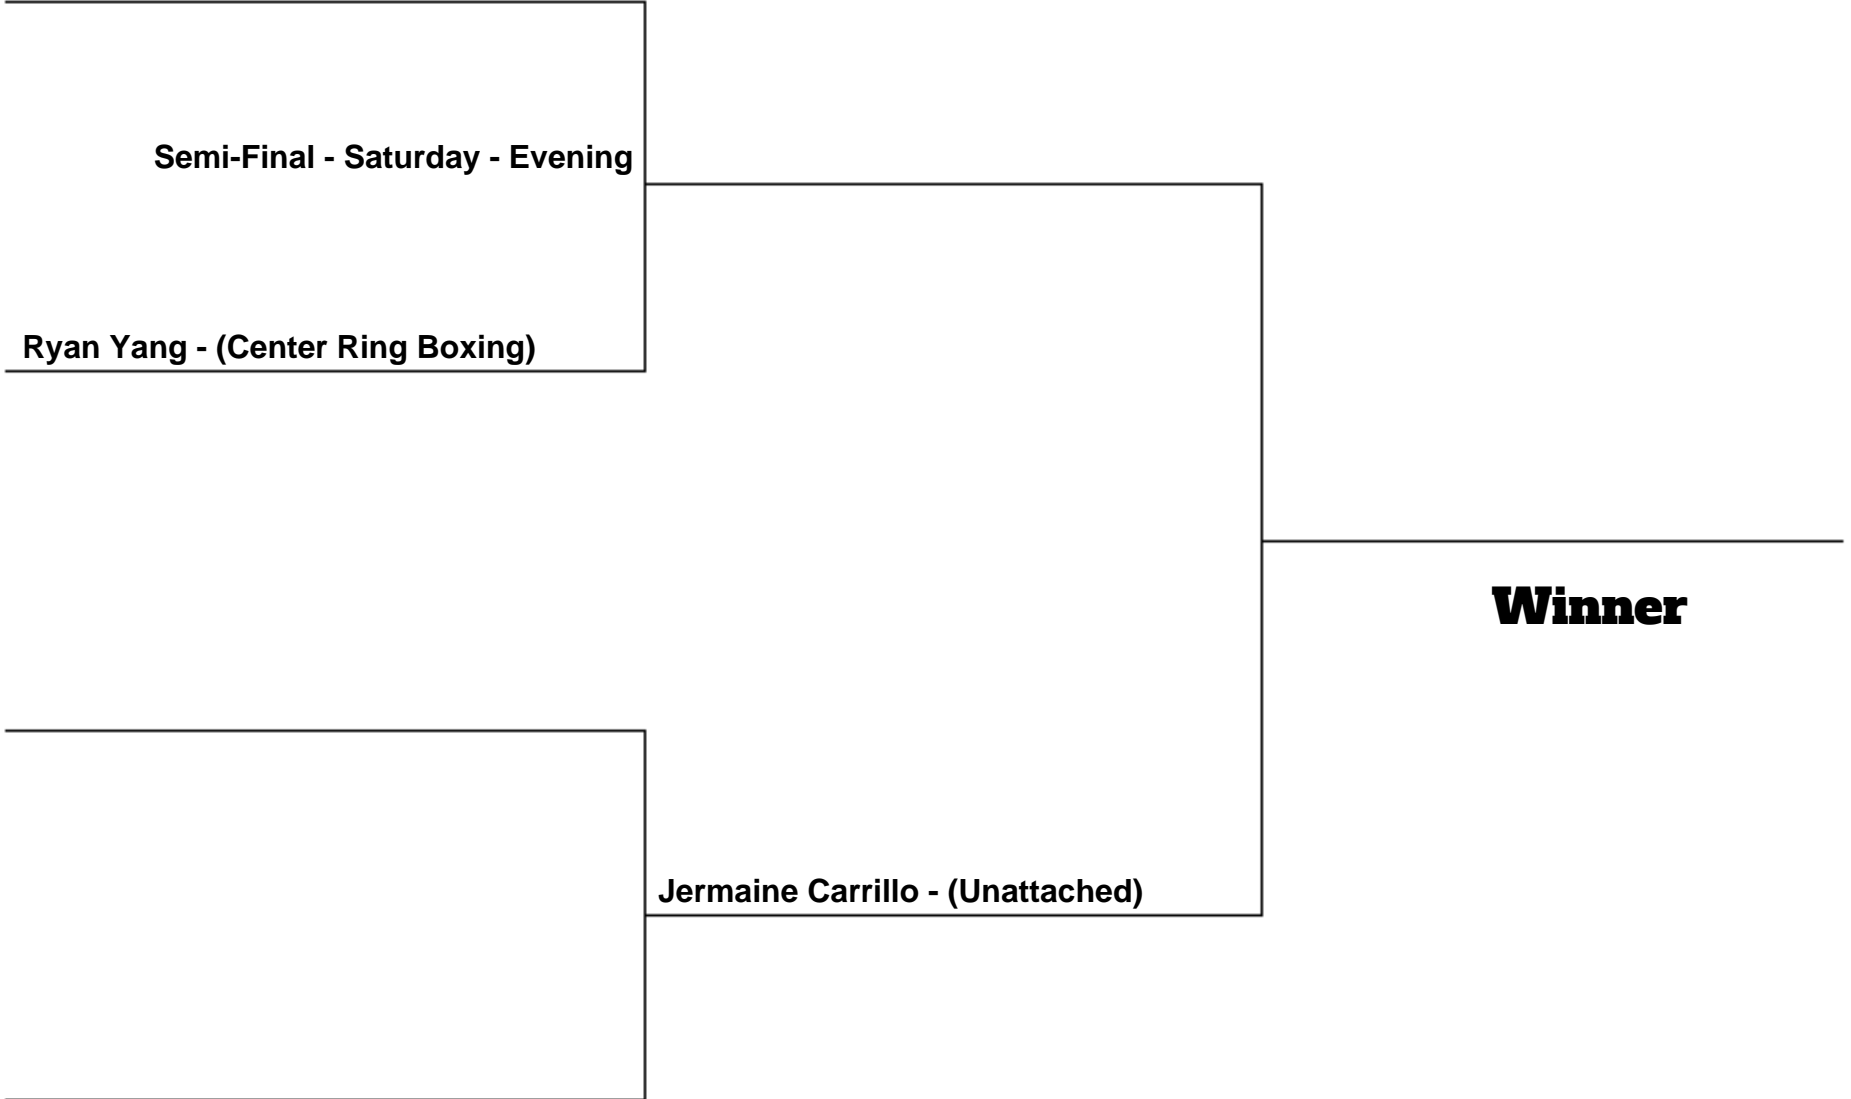 Semi-Final - Saturday - Evening
Ryan Yang - (Center Ring Boxing)
Winner
Jermaine Carrillo - (Unattached)